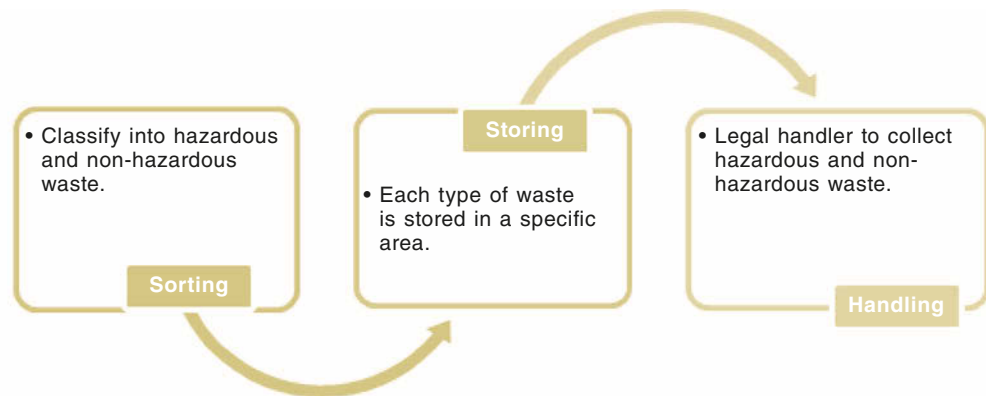 • Classify into hazardous
and non-hazardous
waste.
Sorting
Storing
• Each type of waste
is stored in a specific
area.
• Legal handler to collect
hazardous and non-
hazardous waste.
Handling